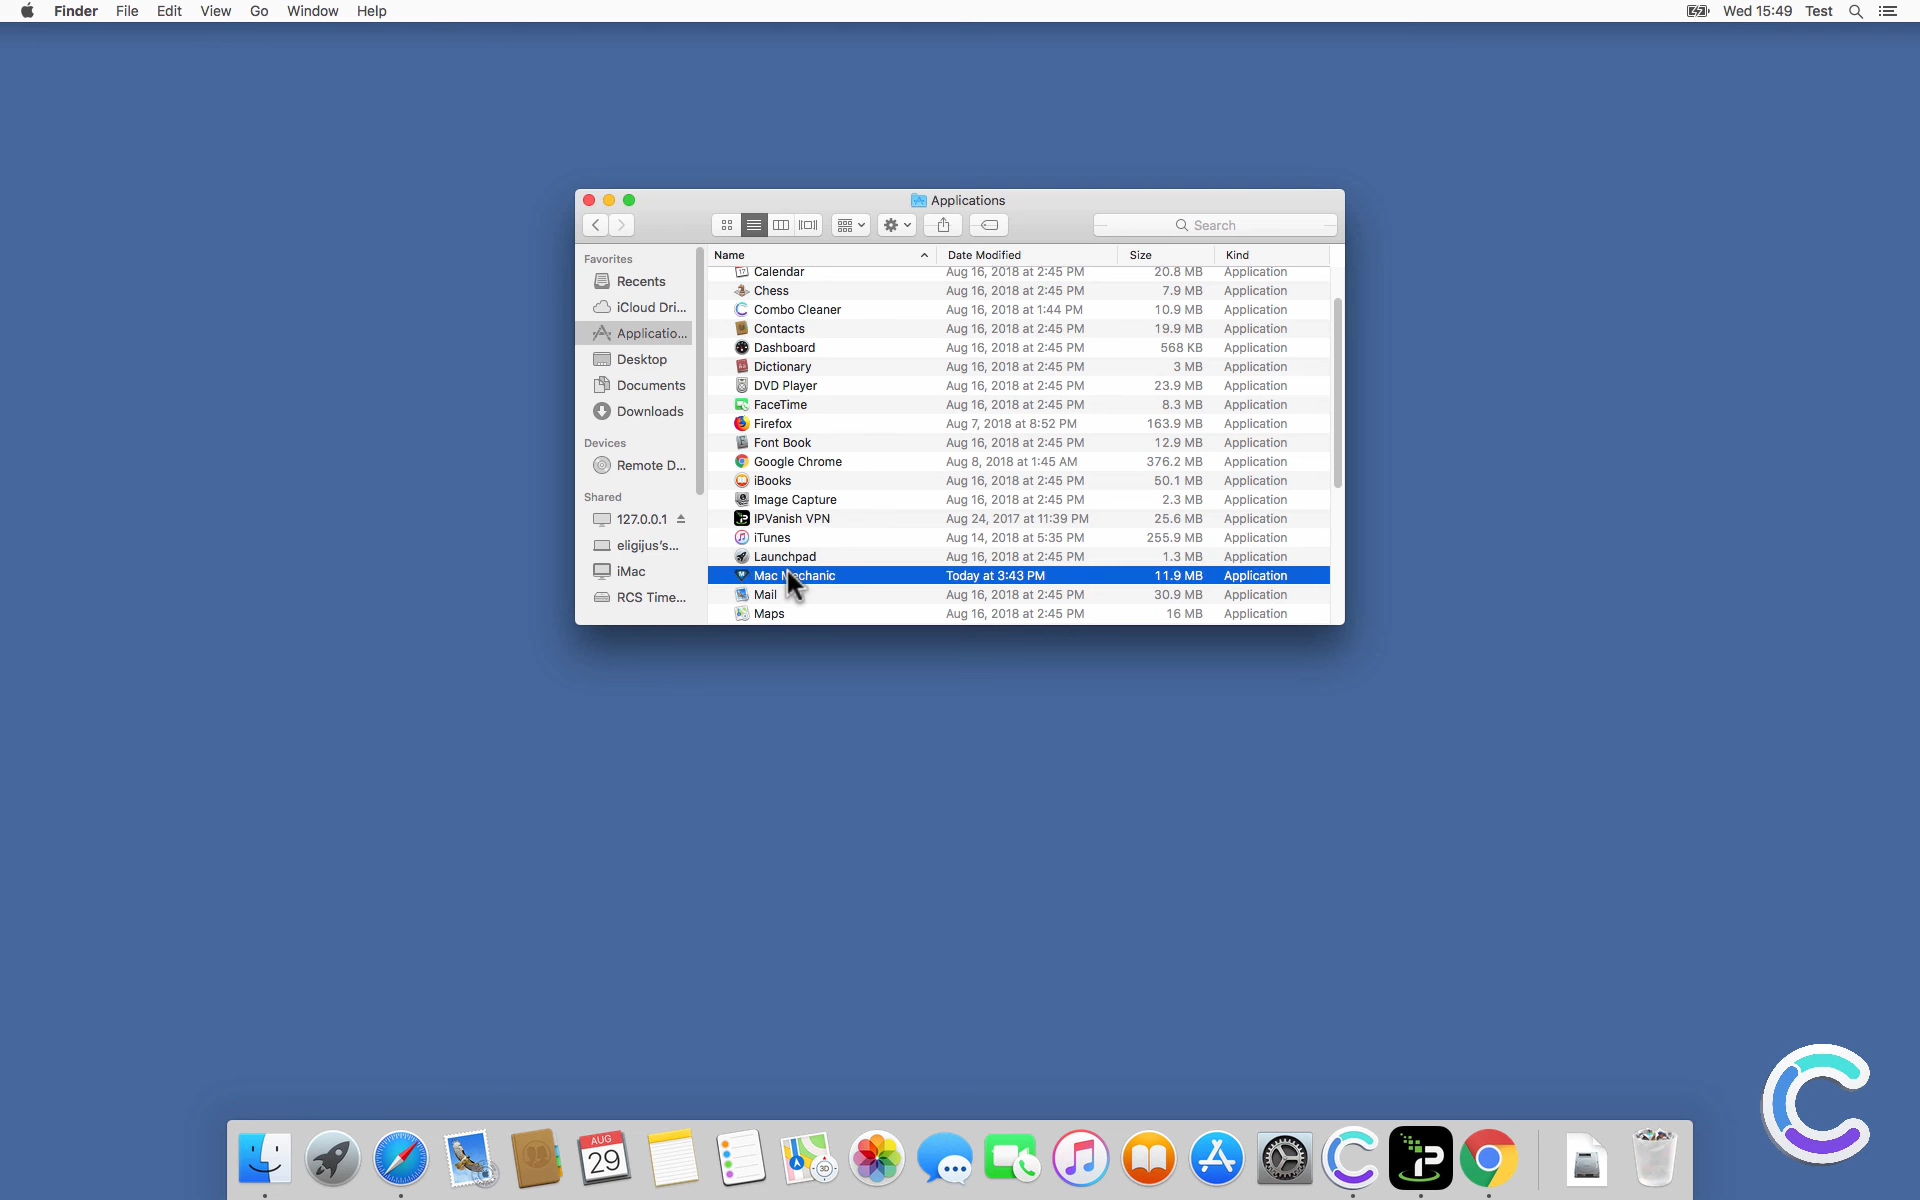 Finder File Edit View Go Window Help Wed 15:49 Test
Applications
Search
Favorites
Recents
iCloud Dri...
Applicatio...
Desktop
Documents
Downloads
Devices
Remote D...
Shared
127.0.0.1
eligijus's...
iMac
RCS Time...
Name Date Modified Size Kind
Calendar Aug 16, 2018 at 2:45 PM 20.8 MB Application
Chess Aug 16, 2018 at 2:45 PM 7.9 MB Application
Combo Cleaner Aug 16, 2018 at 1:44 PM 10.9 MB Application
Contacts Aug 16, 2018 at 2:45 PM 19.9 MB Application
Dashboard Aug 16, 2018 at 2:45 PM 568 KB Application
Dictionary Aug 16, 2018 at 2:45 PM 3 MB Application
DVD Player Aug 16, 2018 at 2:45 PM 23.9 MB Application
FaceTime Aug 16, 2018 at 2:45 PM 8.3 MB Application
Firefox Aug 7, 2018 at 8:52 PM 163.9 MB Application
Font Book Aug 16, 2018 at 2:45 PM 12.9 MB Application
Google Chrome Aug 8, 2018 at 1:45 AM 376.2 MB Application
iBooks Aug 16, 2018 at 2:45 PM 50.1 MB Application
Image Capture Aug 16, 2018 at 2:45 PM 2.3 MB Application
IPVanish VPN Aug 24, 2017 at 11:39 PM 25.6 MB Application
iTunes Aug 14, 2018 at 5:35 PM 255.9 MB Application
Launchpad Aug 16, 2018 at 2:45 PM 1.3 MB Application
Mac Mechanic Today at 3:43 PM 11.9 MB Application
Mail Aug 16, 2018 at 2:45 PM 30.9 MB Application
Maps Aug 16, 2018 at 2:45 PM 16 MB Application
AUG
29
3D